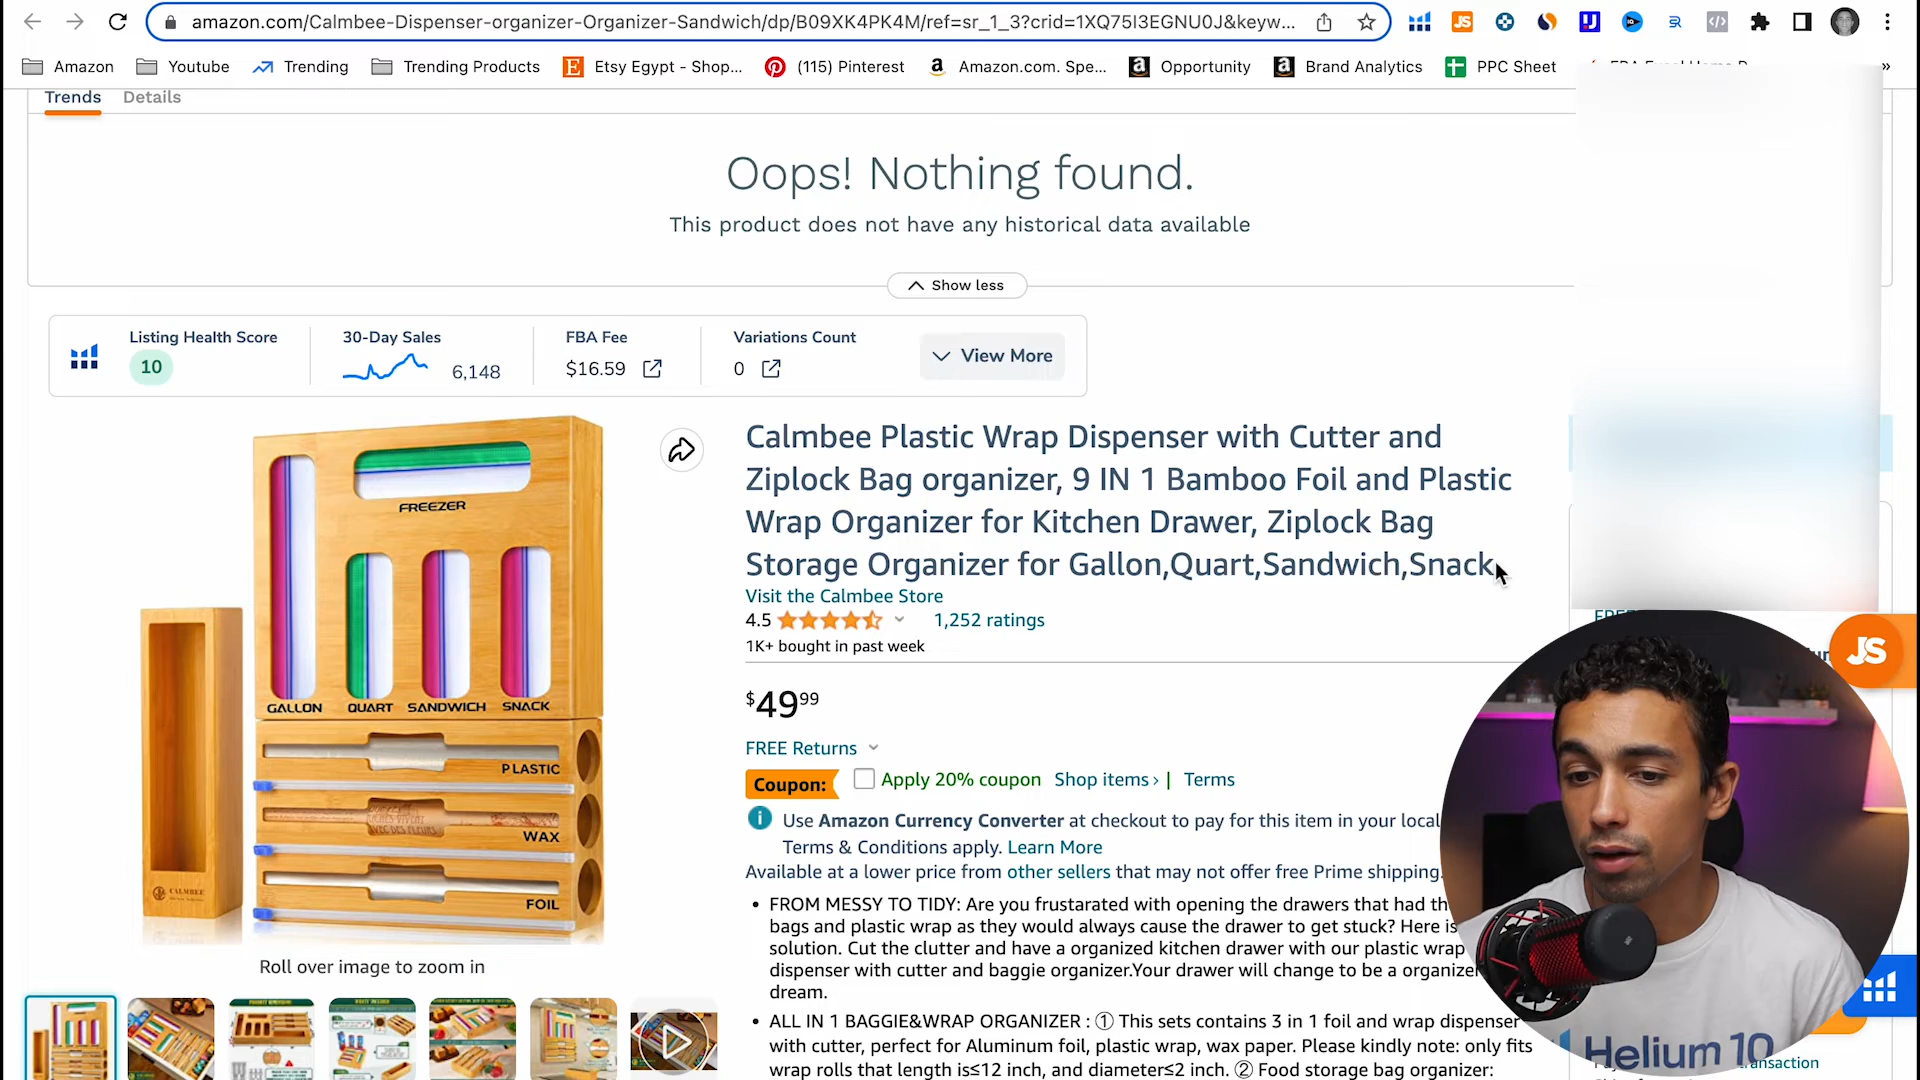 amazon.com/Calmbee-Dispenser-organizer-Organizer-Sandwich/dp/B09XK4PK4M/ref=sr_1_3?crid=1XQ75I3EGNU0J&keyw...
Amazon
Youtube
Trending
Trending Products
Etsy Egypt - Shop...
(115) Pinterest
Amazon.com. Spe...
Opportunity
Brand Analytics
PPC Sheet
»
Trends Details
Oops! Nothing found.
This product does not have any historical data available
Show less
Listing Health Score
10
30-Day Sales
6,148
FBA Fee
$16.59
Variations Count
0
View More
FREEZER
GALLON QUART SANDWICH SNACK
PLASTIC
WAX
FOIL
CALMBEE
Roll over image to zoom in
Calmbee Plastic Wrap Dispenser with Cutter and
Ziplock Bag organizer, 9 IN 1 Bamboo Foil and Plastic
Wrap Organizer for Kitchen Drawer, Ziplock Bag
Storage Organizer for Gallon,Quart,Sandwich,Snack
Visit the Calmbee Store
4.5 1,252 ratings
1K+ bought in past week
$49 99
FREE Returns
Coupon: Apply 20% coupon Shop items › | Terms
Use Amazon Currency Converter at checkout to pay for this item in your local
Terms & Conditions apply. Learn More
Available at a lower price from other sellers that may not offer free Prime shipping.
• FROM MESSY TO TIDY: Are you frustarated with opening the drawers that had th
bags and plastic wrap as they would always cause the drawer to get stuck? Here is
solution. Cut the clutter and have a organized kitchen drawer with our plastic wrap
dispenser with cutter and baggie organizer.Your drawer will change to be a organize
dream.
• ALL IN 1 BAGGIE&WRAP ORGANIZER : ① This sets contains 3 in 1 foil and wrap dispenser
with cutter, perfect for Aluminum foil, plastic wrap, wax paper. Please kindly note: only fits
wrap rolls that length is≤12 inch, and diameter≤2 inch. ② Food storage bag organizer:
JS
Helium 10